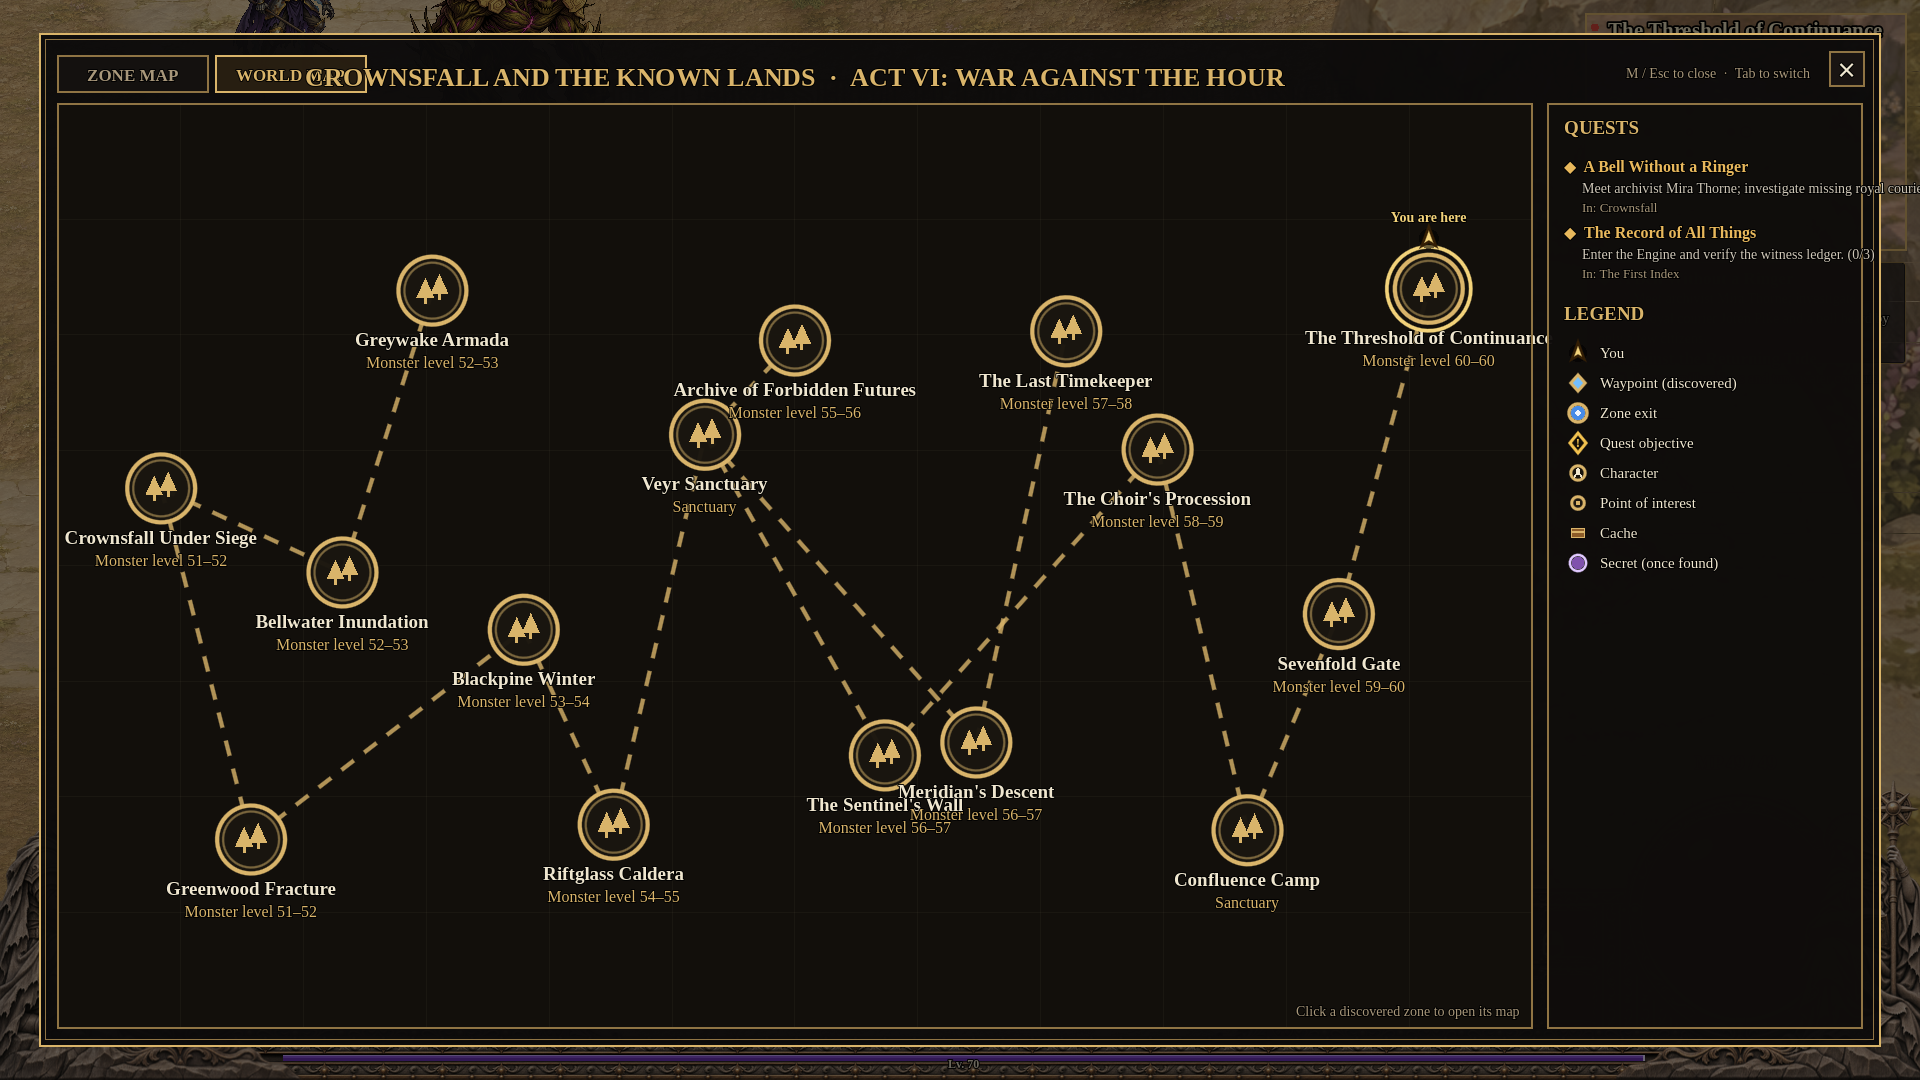 The Threshold of Continuance
ZONE MAP
WORLD
CROWNSFALL AND THE KNOWN LANDS · ACT VI: WAR AGAINST THE HOUR
M / Esc to close · Tab to switch
You are here
Greywake Armada
Monster level 52–53
Archive of Forbidden Futures
Monster level 55–56
The Last Timekeeper
Monster level 57–58
The Threshold of Continuance
Monster level 60–60
Veyr Sanctuary
Sanctuary
The Choir's Procession
Monster level 58–59
Crownsfall Under Siege
Monster level 51–52
Bellwater Inundation
Monster level 52–53
Blackpine Winter
Monster level 53–54
Sevenfold Gate
Monster level 59–60
The Sentinel's Wall
Monster level 56–57
Meridian's Descent
Monster level 56–57
Riftglass Caldera
Monster level 54–55
Confluence Camp
Sanctuary
Greenwood Fracture
Monster level 51–52
Click a discovered zone to open its map
QUESTS
A Bell Without a Ringer
Meet archivist Mira Thorne; investigate missing royal courie
In: Crownsfall
The Record of All Things
Enter the Engine and verify the witness ledger. (0/3)
In: The First Index
LEGEND
You
Waypoint (discovered)
Zone exit
Quest objective
Character
Point of interest
Cache
Secret (once found)
Lv. 70